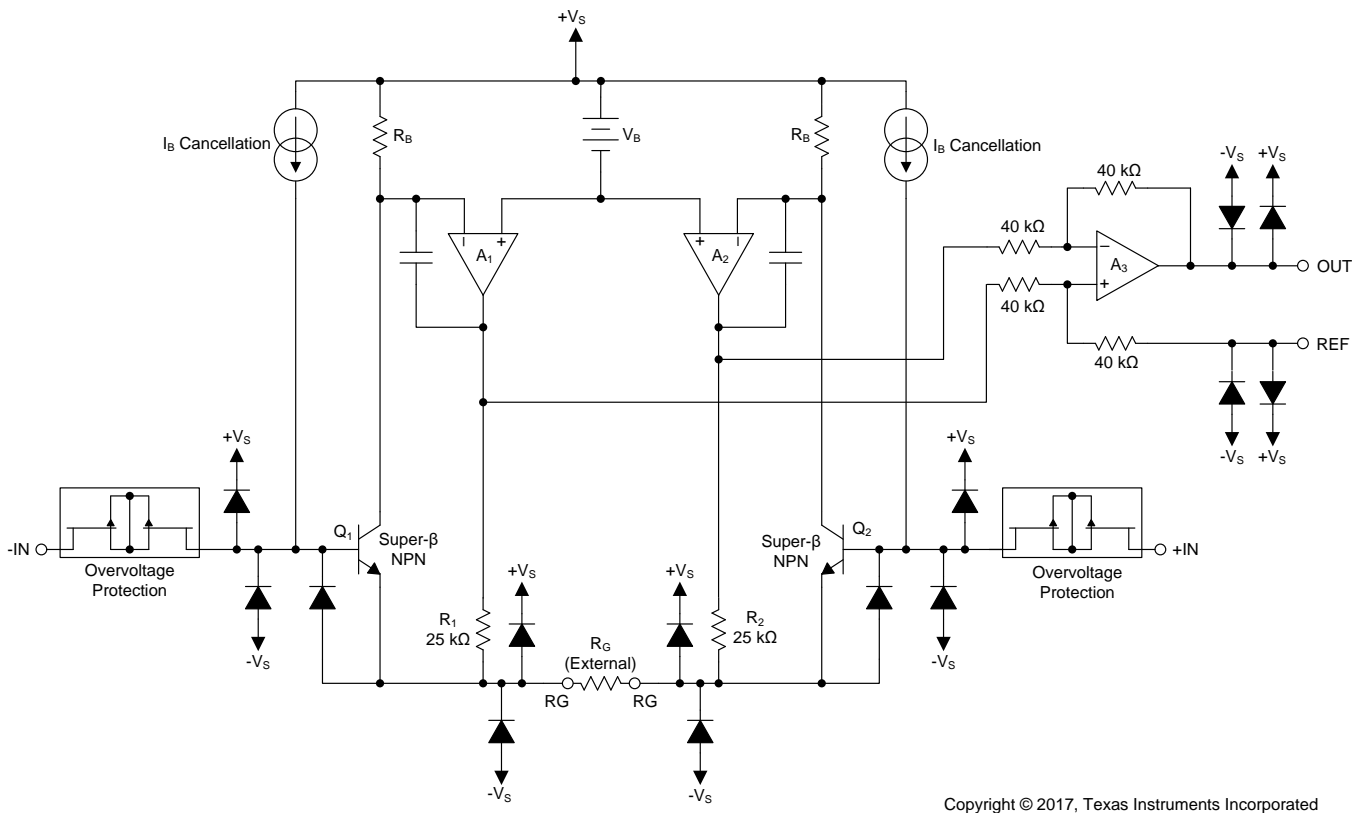 +VS
IB Cancellation
RB
VB
RB
IB Cancellation
-VS
+VS
40 kΩ
40 kΩ
−
A3
+
OUT
40 kΩ
40 kΩ
REF
-VS
+VS
−
+
A1
+
−
A2
+VS
+VS
-IN
Overvoltage
Protection
Q1
Super-β
NPN
Q2
Super-β
NPN
+IN
Overvoltage
Protection
-VS
-VS
+VS
+VS
R1
25 kΩ
R2
25 kΩ
RG
(External)
RG
RG
-VS
-VS
Copyright © 2017, Texas Instruments Incorporated